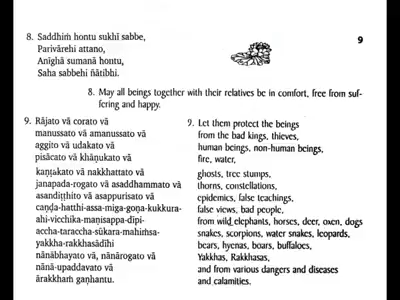 8. Saddhiṁ hontu sukhī sabbe,
Parivārehi attano,
Anīghā sumanā hontu,
Saha sabbehi ñātibhi.
9
8. May all beings together with their relatives be in comfort, free from suf-
fering and happy.
9. Rājato vā corato vā
manussato vā amanussato vā
aggito vā udakato vā
pisācato vā khāṇukato vā
kaṇṭakato vā nakkhattato vā
janapada-rogato vā asaddhammato vā
asandiṭṭhito vā asappurisato vā
caṇḍa-hatthi-assa-miga-goṇa-kukkura-
ahi-vicchika-maṇisappa-dīpi-
accha-taraccha-sūkara-mahiṁsa-
yakkha-rakkhasādīhi
nānābhayato vā, nānārogato vā
nānā-upaddavato vā
ārakkhaṁ gaṇhantu.
9. Let them protect the beings
from the bad kings, thieves,
human beings, non-human beings,
fire, water,
ghosts, tree stumps,
thorns, constellations,
epidemics, false teachings,
false views, bad people,
from wild elephants, horses, deer, oxen, dogs
snakes, scorpions, water snakes, leopards,
bears, hyenas, boars, buffaloes,
Yakkhas, Rakkhasas,
and from various dangers and diseases
and calamities.